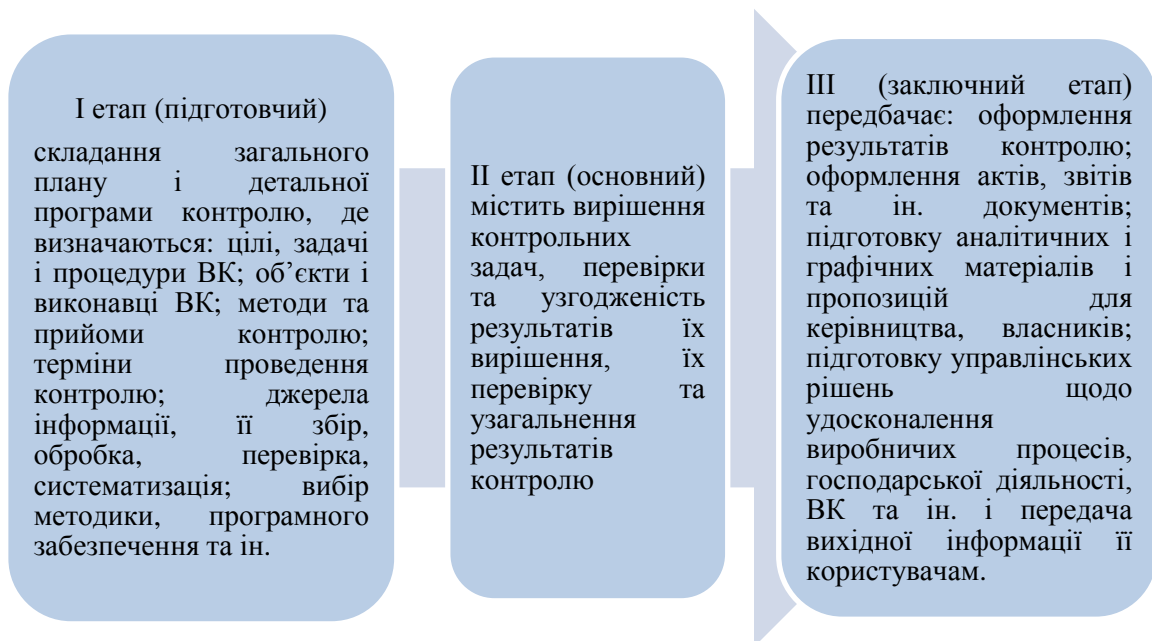 І етап (підготовчий)
складання загального
плану і детальної
програми контролю, де
визначаються: цілі, задачі
і процедури ВК; об’єкти і
виконавці ВК; методи та
прийоми контролю;
терміни проведення
контролю; джерела
інформації, її збір,
обробка, перевірка,
систематизація; вибір
методики, програмного
забезпечення та ін.
ІІ етап (основний)
містить вирішення
контрольних
задач, перевірки
та узгодженість
результатів їх
вирішення, їх
перевірку та
узагальнення
результатів
контролю
ІІІ (заключний етап)
передбачає: оформлення
результатів контролю;
оформлення актів, звітів
та ін. документів;
підготовку аналітичних і
графічних матеріалів і
пропозицій для
керівництва, власників;
підготовку управлінських
рішень щодо
удосконалення
виробничих процесів,
господарської діяльності,
ВК та ін. і передача
вихідної інформації її
користувачам.